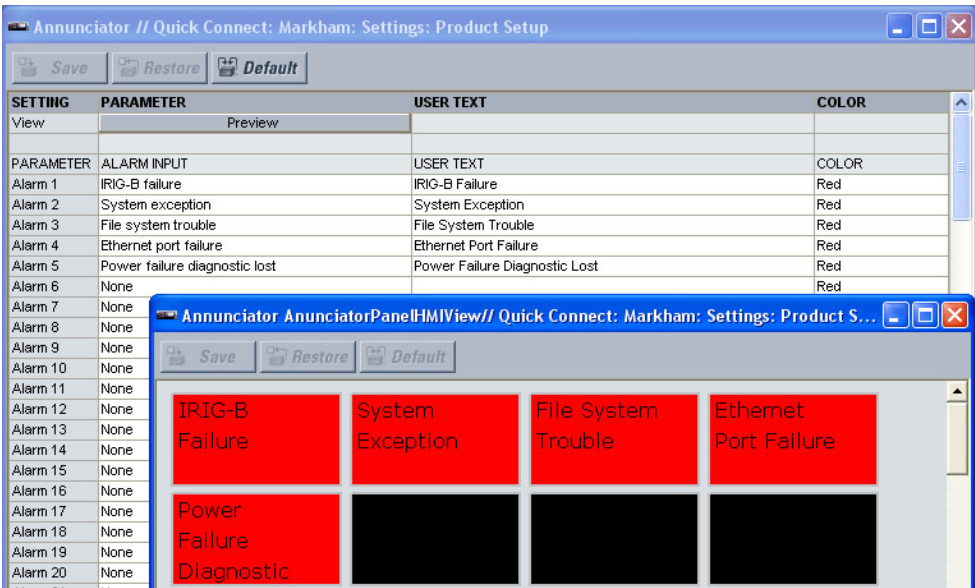 Annunciator // Quick Connect: Markham: Settings: Product Setup
Save Restore Default
SETTING PARAMETER USER TEXT COLOR
View Preview
PARAMETER ALARM INPUT USER TEXT COLOR
Alarm 1 IRIG-B failure IRIG-B Failure Red
Alarm 2 System exception System Exception Red
Alarm 3 File system trouble File System Trouble Red
Alarm 4 Ethernet port failure Ethernet Port Failure Red
Alarm 5 Power failure diagnostic lost Power Failure Diagnostic Lost Red
Alarm 6 None Red
Alarm 7 None
Alarm 8 None
Alarm 9 None
Alarm 10 None
Alarm 11 None
Alarm 12 None
Alarm 13 None
Alarm 14 None
Alarm 15 None
Alarm 16 None
Alarm 17 None
Alarm 18 None
Alarm 19 None
Alarm 20 None
Annunciator AnunciatorPanelHMIView// Quick Connect: Markham: Settings: Product S...
Save Restore Default
IRIG-B
Failure
System
Exception
File System
Trouble
Ethernet
Port Failure
Power
Failure
Diagnostic